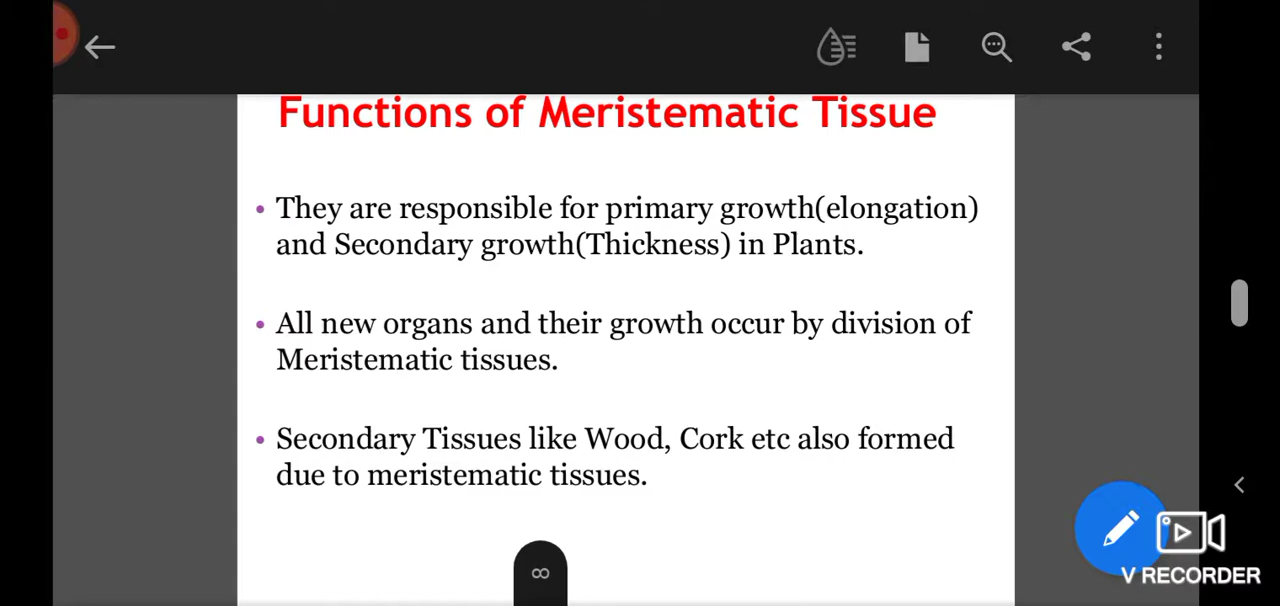 Functions of Meristematic Tissue
• They are responsible for primary growth(elongation)
and Secondary growth(Thickness) in Plants.
• All new organs and their growth occur by division of
Meristematic tissues.
• Secondary Tissues like Wood, Cork etc also formed
due to meristematic tissues.
8
V RECORDER